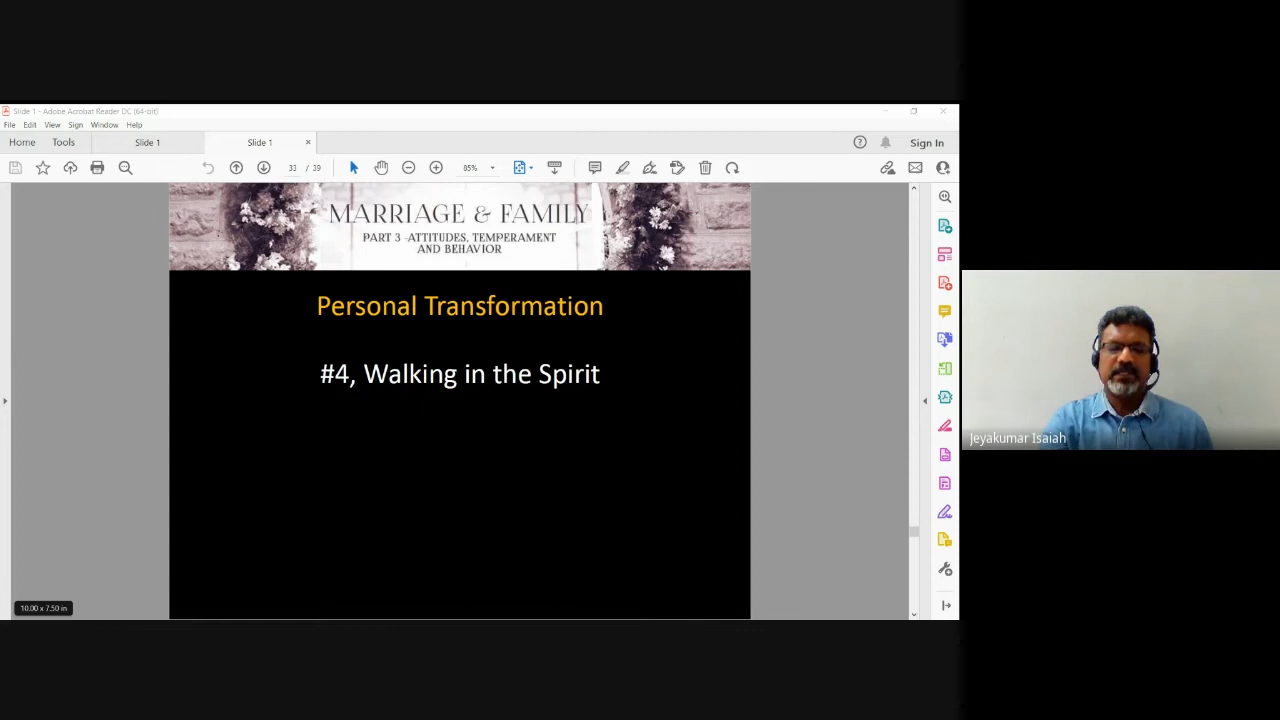 Slide 1 - Adobe Acrobat Reader DC (64-bit)
File Edit View Sign Window Help
Home Tools Slide 1 Slide 1 × Sign In
33 / 39 85%
MARRIAGE & FAMILY
PART 3 -ATTITUDES, TEMPERAMENT
AND BEHAVIOR
Personal Transformation
#4, Walking in the Spirit
Jeyakumar Isaiah
10.00 x 7.50 in